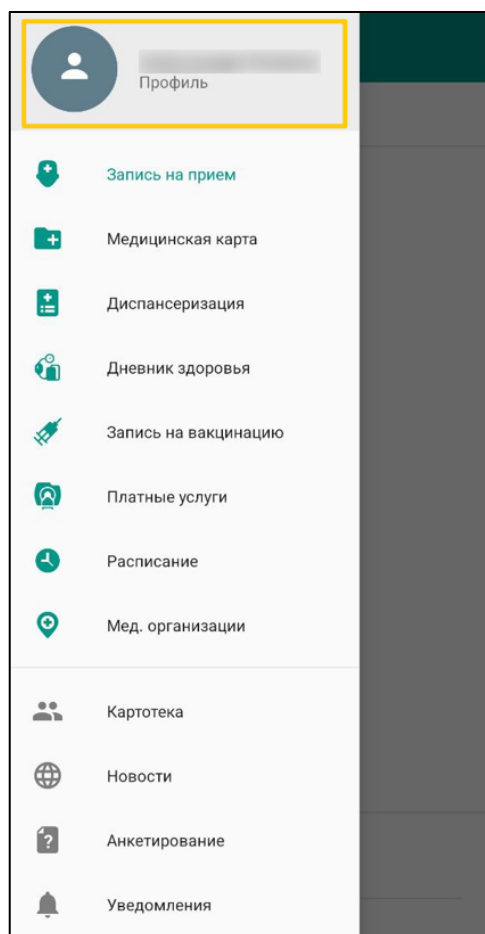 Профиль
Запись на прием
Медицинская карта
Диспансеризация
Дневник здоровья
Запись на вакцинацию
Платные услуги
Расписание
Мед. организации
Картотека
Новости
Анкетирование
Уведомления